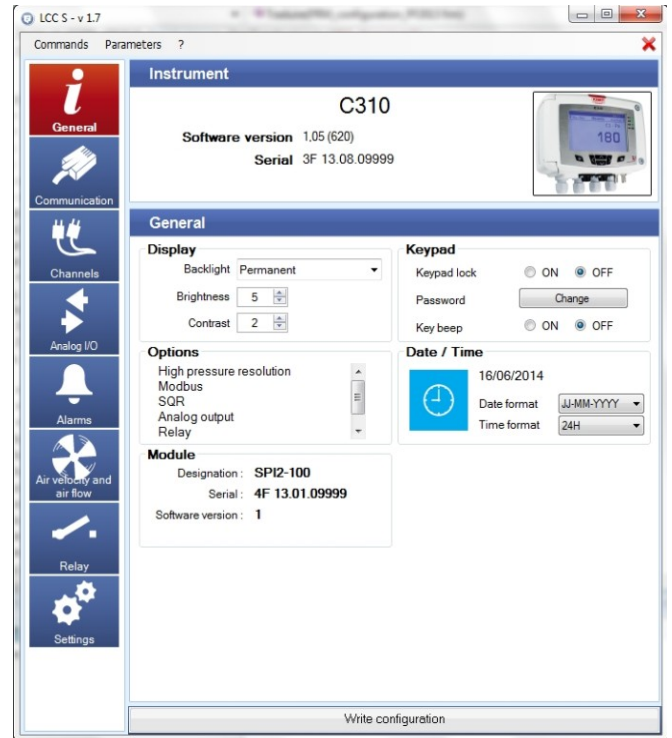 LCC S - v 1.7
Commands Parameters ?
General
Communication
Channels
Analog I/O
Alarms
Air velocity and
air flow
Relay
Settings
Instrument
C310
Software version 1,05 (620)
Serial 3F 13.08.09999
180
General
Display
Backlight Permanent
Brightness 5
Contrast 2
Keypad
Keypad lock ON OFF
Password Change
Key beep ON OFF
Options
High pressure resolution
Modbus
SQR
Analog output
Relay
Date / Time
16/06/2014
Date format JJ-MM-YYYY
Time format 24H
Module
Designation : SPI2-100
Serial : 4F 13.01.09999
Software version : 1
Write configuration